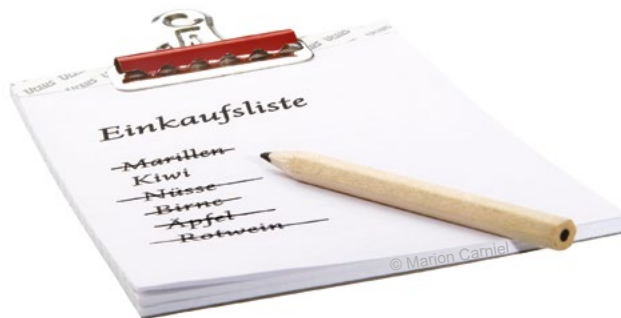 Einkaufsliste
Marillen
Kiwi
Nüsse
Birne
Äpfel
Rotwein
© Marion Carniel